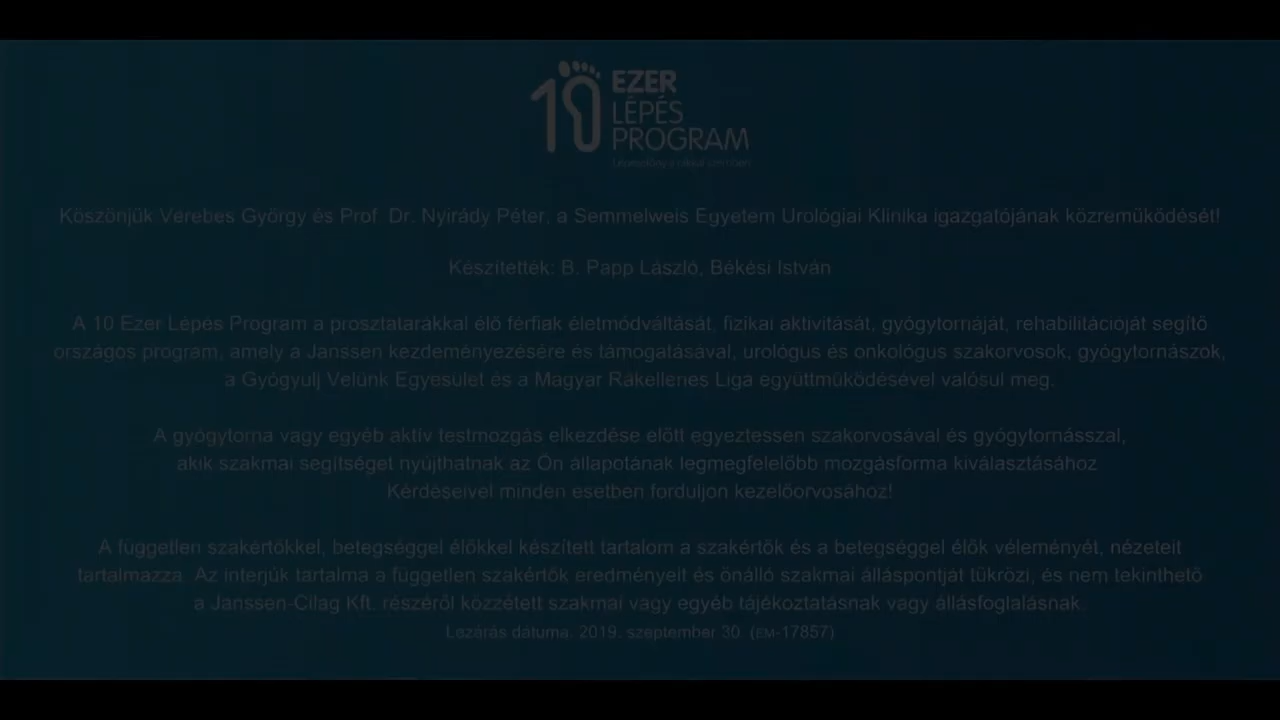 10 EZER
LÉPÉS
PROGRAM
Köszönjük Verebes György és Prof. Dr. Nyirády Péter, a Semmelweis Egyetem Urológiai Klinika igazgatójának közreműködését!
Készítették: B. Papp László, Békési István
A 10 Ezer Lépés Program a prosztatarákkal élő férfiak életmódváltását, fizikai aktivitását, gyógytornáját, rehabilitációját segítő
országos program, amely a Janssen kezdeményezésére és támogatásával, urológus és onkológus szakorvosok, gyógytornászok,
a Gyógyulj Velünk Egyesület és a Magyar Rákellenes Liga együttműködésével valósul meg.
A gyógytorna vagy egyéb aktív testmozgás elkezdése előtt egyeztessen szakorvosával és gyógytornásszal,
akik szakmai segítséget nyújthatnak az Ön állapotának legmegfelelőbb mozgásforma kiválasztásához
Kérdéseivel minden esetben forduljon kezelőorvosához!
A független szakértőkkel, betegséggel élőkkel készített tartalom a szakértők és a betegséggel élők véleményét, nézeteit
tartalmazza. Az interjúk tartalma a független szakértők eredményeit és önálló szakmai álláspontját tükrözi, és nem tekinthető
a Janssen-Cilag Kft. részéről közzétett szakmai vagy egyéb tájékoztatásnak vagy állásfoglalásnak.
Lezárás dátuma: 2019. szeptember 30. (EM-17857)